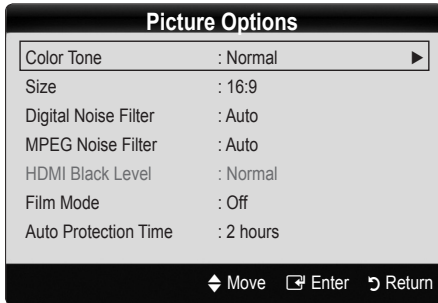 Picture Options
Color Tone : Normal ►
Size : 16:9
Digital Noise Filter : Auto
MPEG Noise Filter : Auto
HDMI Black Level : Normal
Film Mode : Off
Auto Protection Time : 2 hours
Move Enter Return